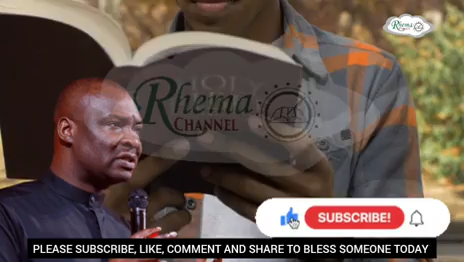 Rhema
Rhema
CHANNEL
SUBSCRIBE!
PLEASE SUBSCRIBE, LIKE, COMMENT AND SHARE TO BLESS SOMEONE TODAY